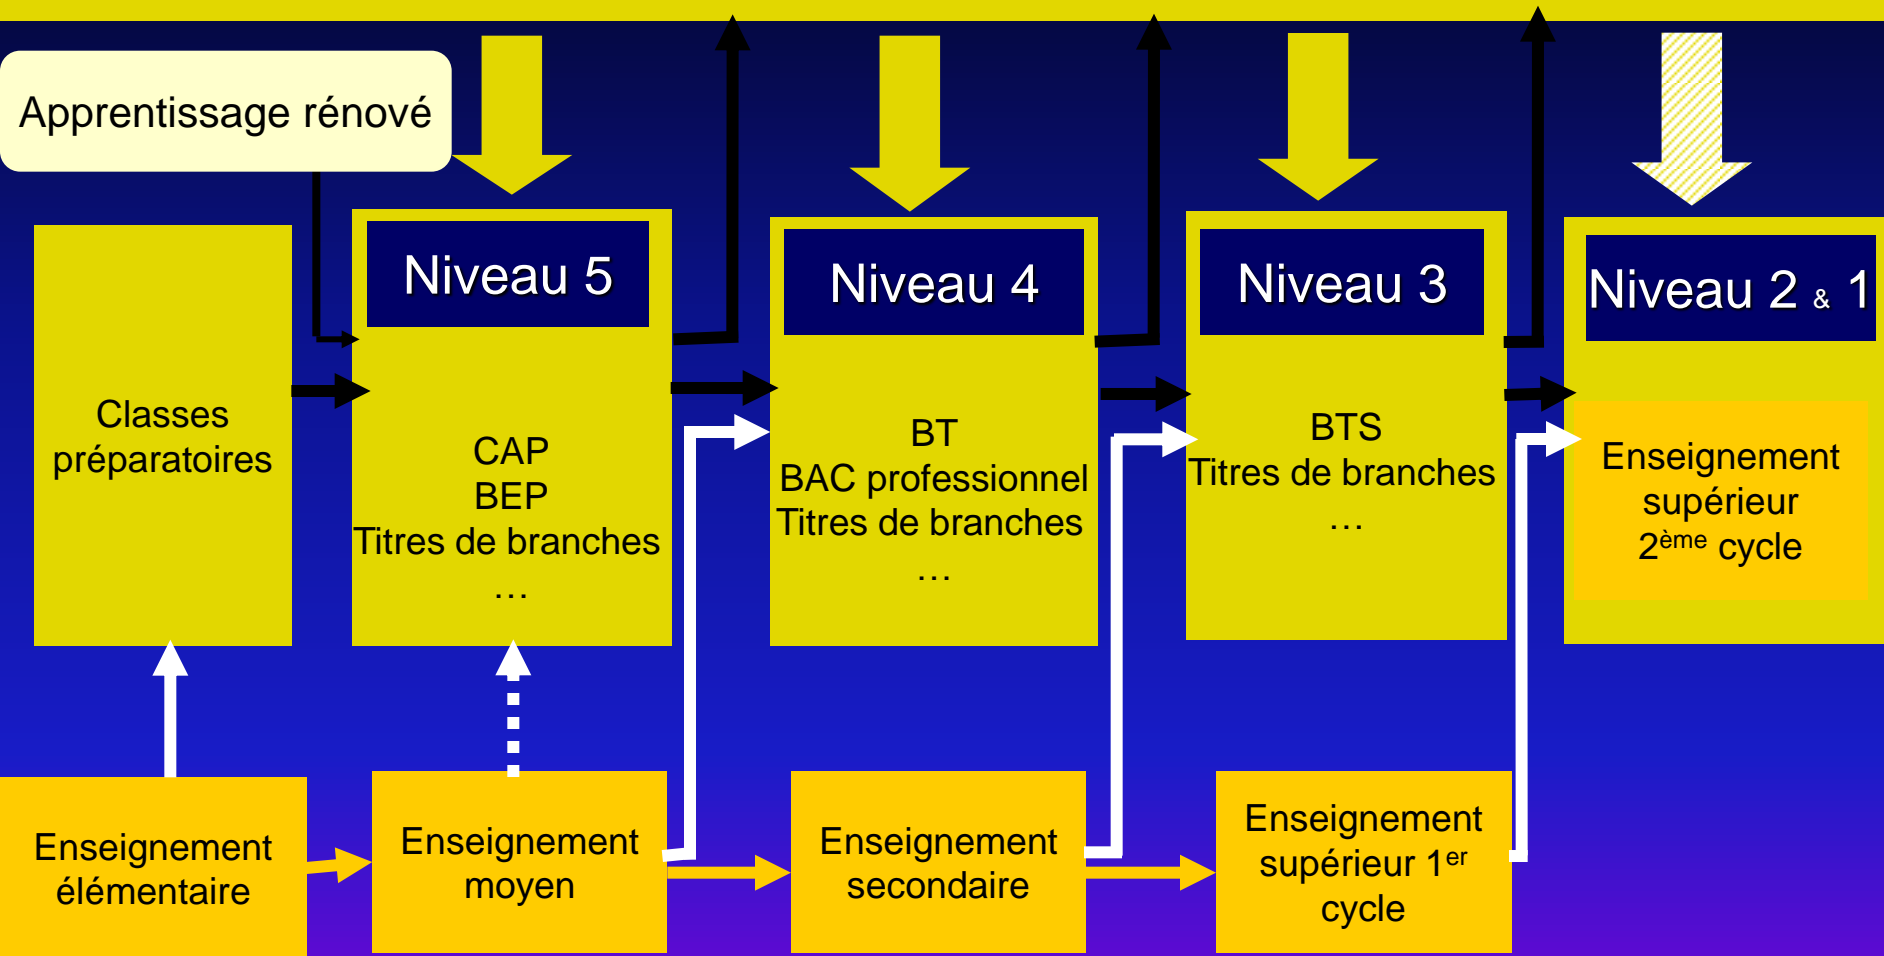 Apprentissage rénové
Niveau 5
Niveau 4
Niveau 3
Niveau 2 & 1
Classes
préparatoires
CAP
BEP
Titres de branches
…
BT
BAC professionnel
Titres de branches
…
BTS
Titres de branches
…
Enseignement
supérieur
2ème cycle
Enseignement
élémentaire
Enseignement
moyen
Enseignement
secondaire
Enseignement
supérieur 1er
cycle